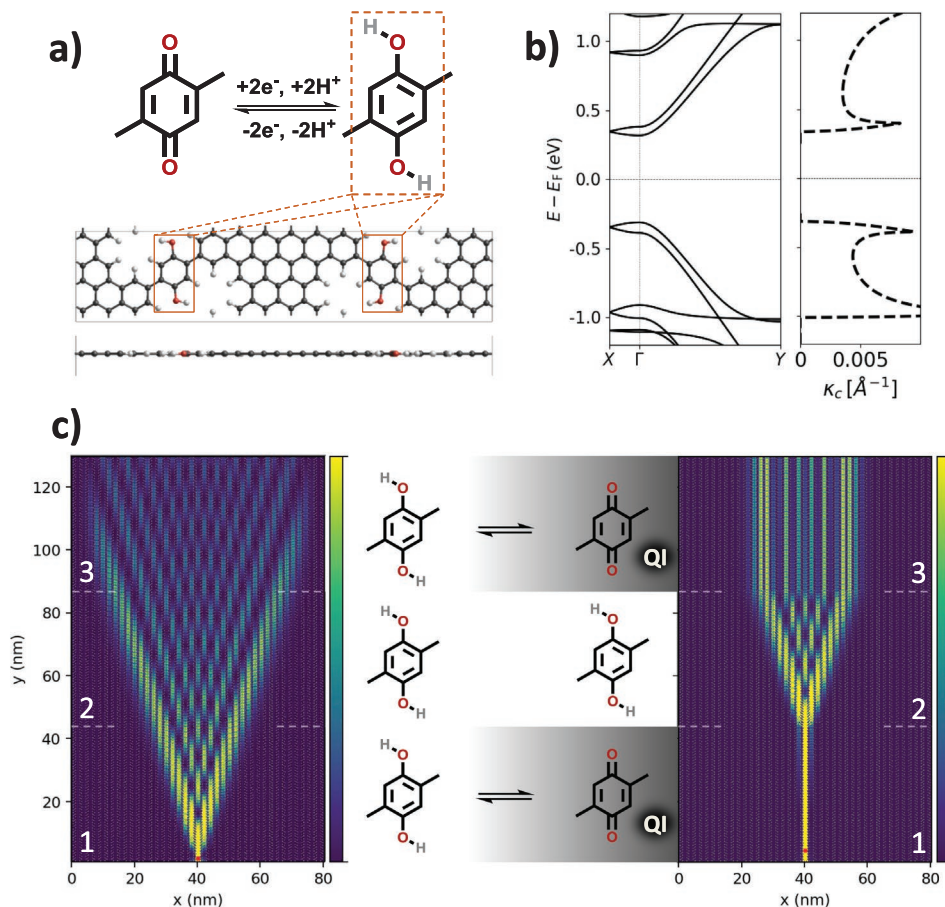 a)
O
O
+2e⁻, +2H⁺
-2e⁻, -2H⁺
H
O
O
H
b)
E − E_F (eV)
1.0
0.5
0.0
-0.5
-1.0
X Γ Y
0 0.005
κ_c [Å⁻¹]
c)
y (nm)
120
100
80
60
40
20
3
2
1
0 20 40 60 80
x (nm)
H
O
O
H
O
O
QI
H
O
O
H
H
O
O
H
H
O
O
H
O
O
QI
3
2
1
0 20 40 60 80
x (nm)